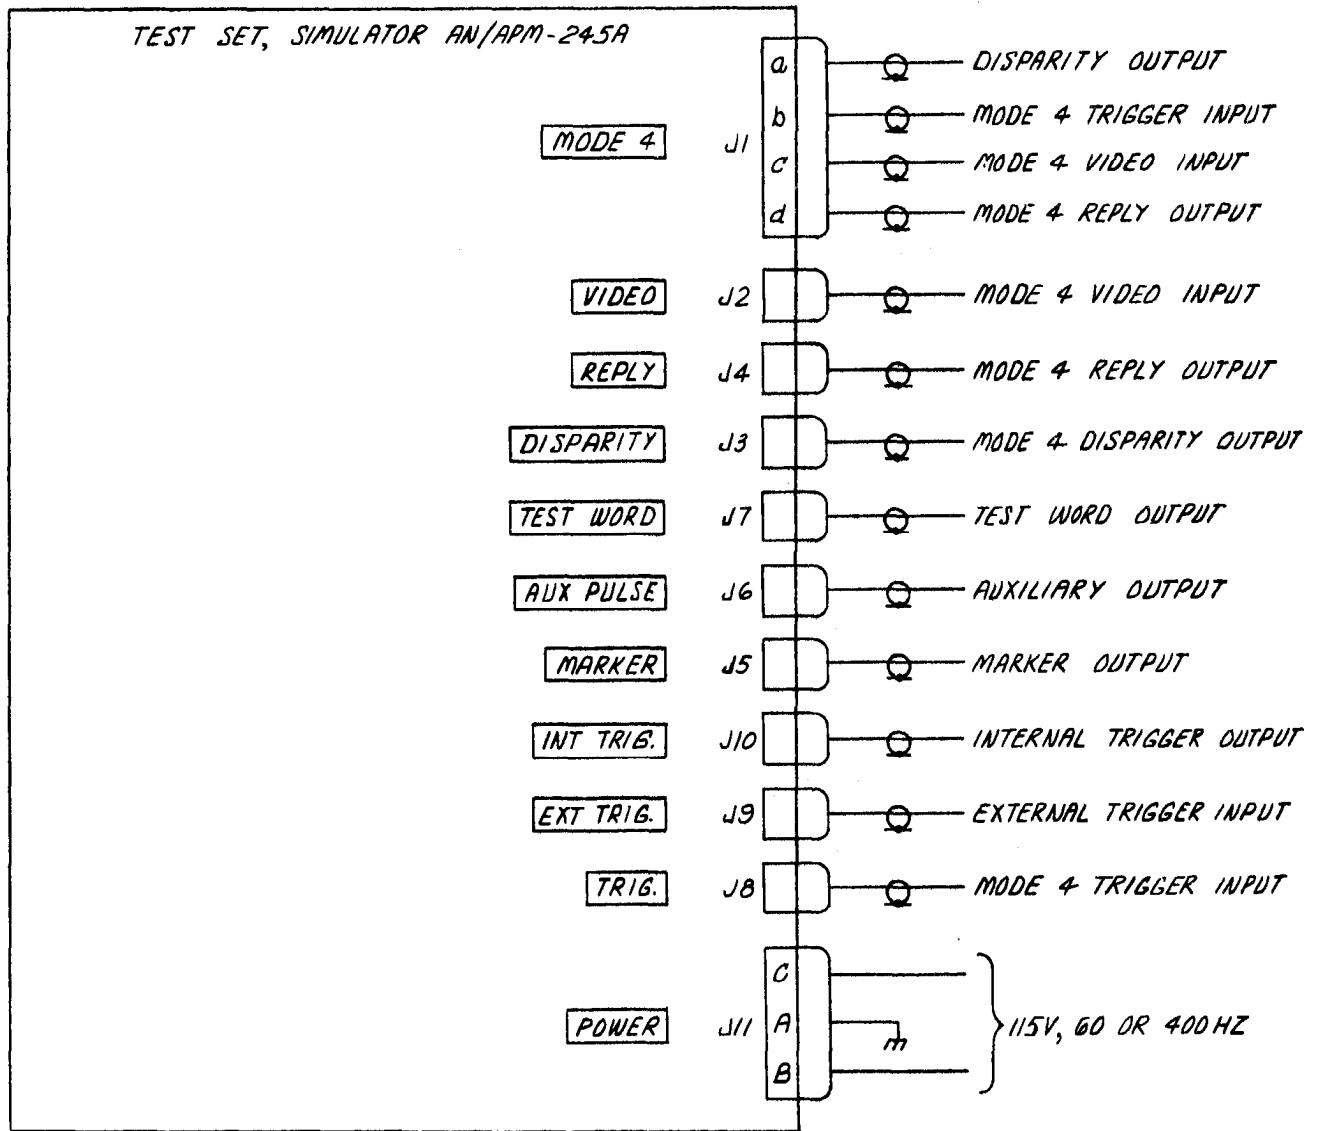 TEST SET, SIMULATOR AN/APM-245A
a DISPARITY OUTPUT
b MODE 4 TRIGGER INPUT
MODE 4 J1
c MODE 4 VIDEO INPUT
d MODE 4 REPLY OUTPUT
VIDEO J2 MODE 4 VIDEO INPUT
REPLY J4 MODE 4 REPLY OUTPUT
DISPARITY J3 MODE 4 DISPARITY OUTPUT
TEST WORD J7 TEST WORD OUTPUT
AUX PULSE J6 AUXILIARY OUTPUT
MARKER J5 MARKER OUTPUT
INT TRIG. J10 INTERNAL TRIGGER OUTPUT
EXT TRIG. J9 EXTERNAL TRIGGER INPUT
TRIG. J8 MODE 4 TRIGGER INPUT
C
POWER J11 A 115V, 60 OR 400 HZ
B